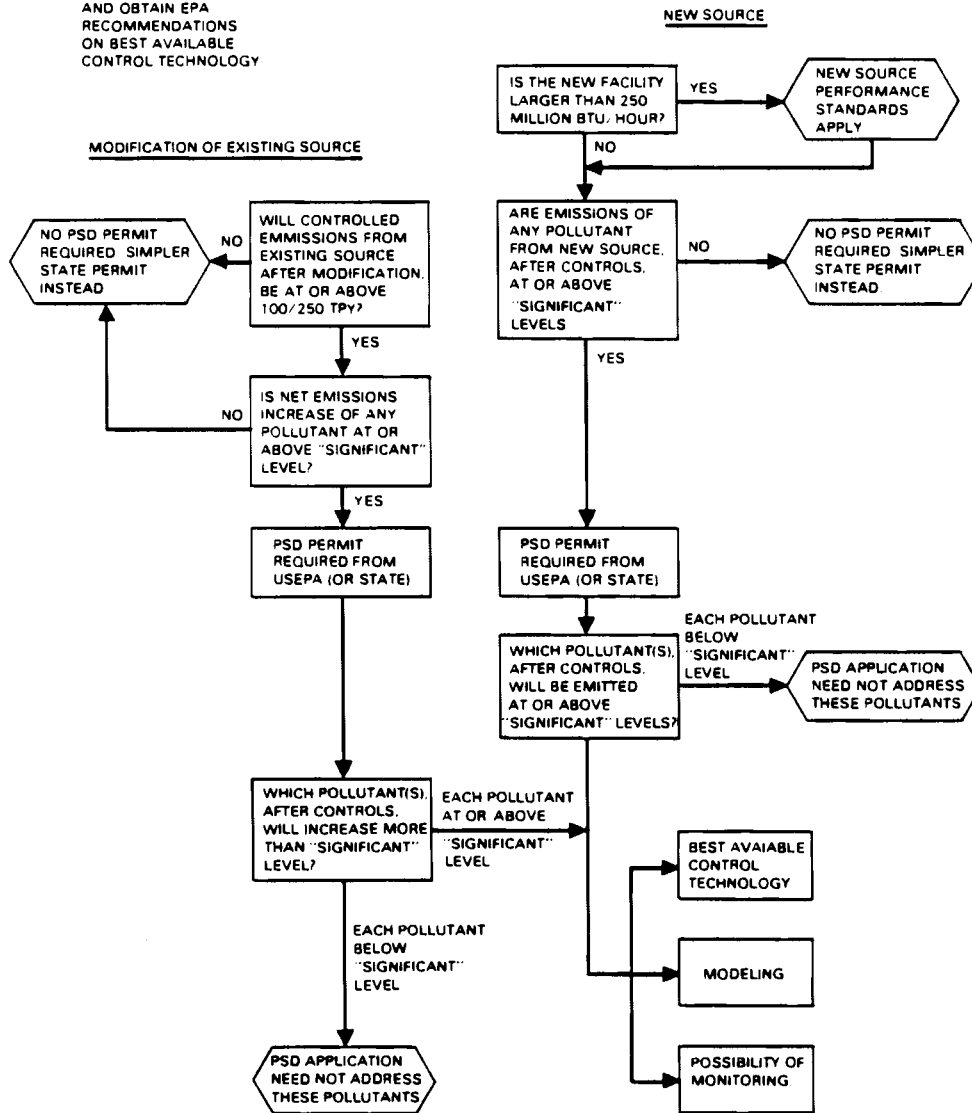 AND OBTAIN EPA
RECOMMENDATIONS
ON BEST AVAILABLE
CONTROL TECHNOLOGY
NEW SOURCE
IS THE NEW FACILITY
LARGER THAN 250
MILLION BTU/HOUR?
YES
NEW SOURCE
PERFORMANCE
STANDARDS
APPLY
NO
MODIFICATION OF EXISTING SOURCE
NO PSD PERMIT
REQUIRED SIMPLER
STATE PERMIT
INSTEAD
NO
WILL CONTROLLED
EMMISSIONS FROM
EXISTING SOURCE
AFTER MODIFICATION,
BE AT OR ABOVE
100/250 TPY?
ARE EMISSIONS OF
ANY POLLUTANT
FROM NEW SOURCE,
AFTER CONTROLS,
AT OR ABOVE
"SIGNIFICANT"
LEVELS
NO
NO PSD PERMIT
REQUIRED SIMPLER
STATE PERMIT
INSTEAD
YES
YES
NO
IS NET EMISSIONS
INCREASE OF ANY
POLLUTANT AT OR
ABOVE "SIGNIFICANT"
LEVEL?
YES
PSD PERMIT
REQUIRED FROM
USEPA (OR STATE)
PSD PERMIT
REQUIRED FROM
USEPA (OR STATE)
WHICH POLLUTANT(S),
AFTER CONTROLS,
WILL BE EMITTED
AT OR ABOVE
"SIGNIFICANT" LEVELS?
EACH POLLUTANT
BELOW
"SIGNIFICANT"
LEVEL
PSD APPLICATION
NEED NOT ADDRESS
THESE POLLUTANTS
WHICH POLLUTANT(S),
AFTER CONTROLS,
WILL INCREASE MORE
THAN "SIGNIFICANT"
LEVEL?
EACH POLLUTANT
AT OR ABOVE
"SIGNIFICANT"
LEVEL
BEST AVAIABLE
CONTROL
TECHNOLOGY
EACH POLLUTANT
BELOW
"SIGNIFICANT"
LEVEL
MODELING
PSD APPLICATION
NEED NOT ADDRESS
THESE POLLUTANTS
POSSIBILITY OF
MONITORING